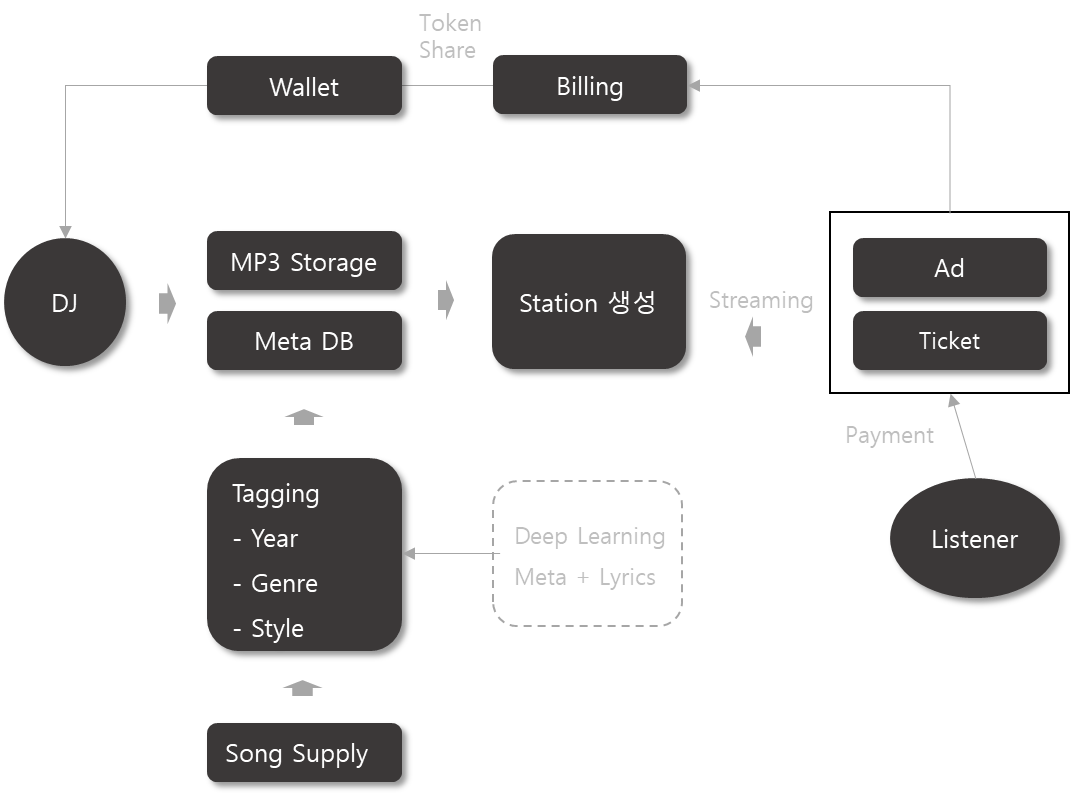 Token
Share
Wallet
Billing
DJ
MP3 Storage
Meta DB
Station 생성
Streaming
Ad
Ticket
Payment
Tagging
- Year
- Genre
- Style
Deep Learning
Meta + Lyrics
Listener
Song Supply